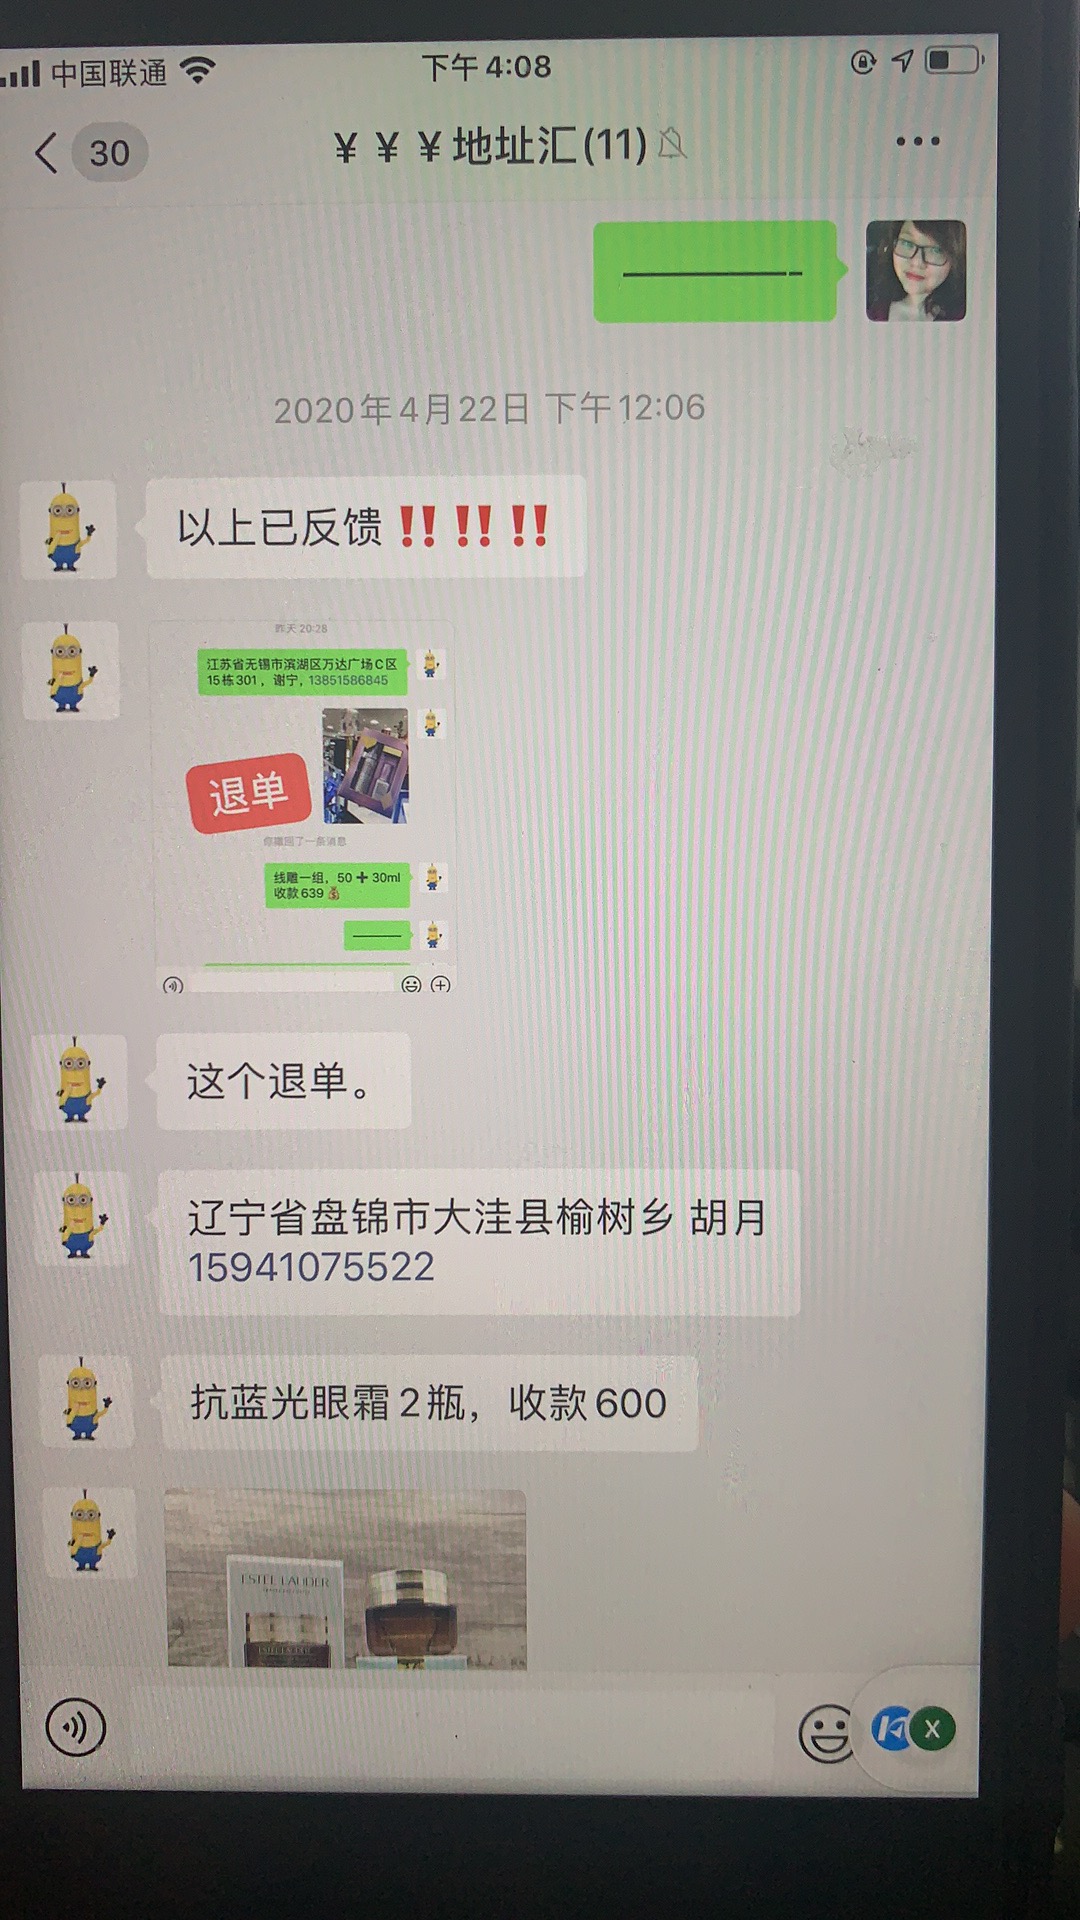 中国联通
下午4:08
30
¥ ¥ ¥地址汇(11)
2020年4月22日 下午12:06
以上已反馈‼️‼️‼️
昨天 20:28
江苏省无锡市滨湖区万达广场C区
15栋301，谢宁，13851586845
退单
你撤回了一条消息
线雕一组，50➕30ml
收款639💰
这个退单。
辽宁省盘锦市大洼县榆树乡 胡月
15941075522
抗蓝光眼霜2瓶，收款600
ESTEE LAUDER
X